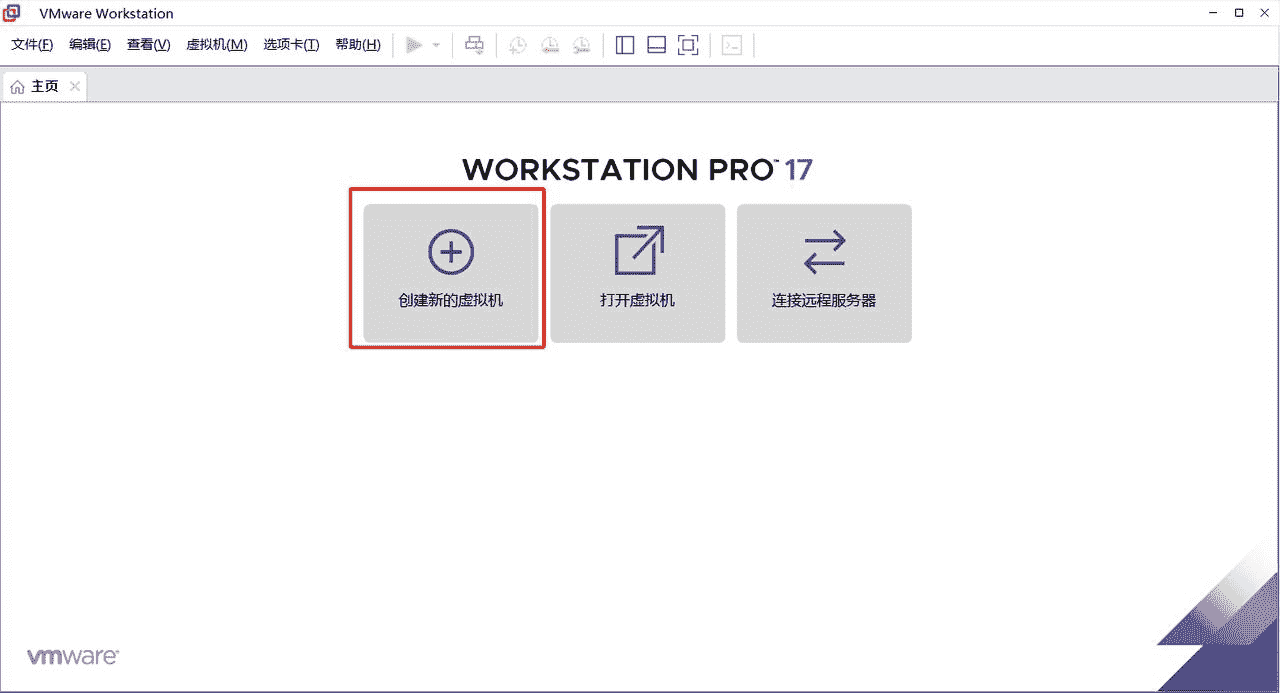 VMware Workstation
文件(F) 编辑(E) 查看(V) 虚拟机(M) 选项卡(T) 帮助(H)
主页
WORKSTATION PRO™ 17
创建新的虚拟机 打开虚拟机 连接远程服务器
vmware®